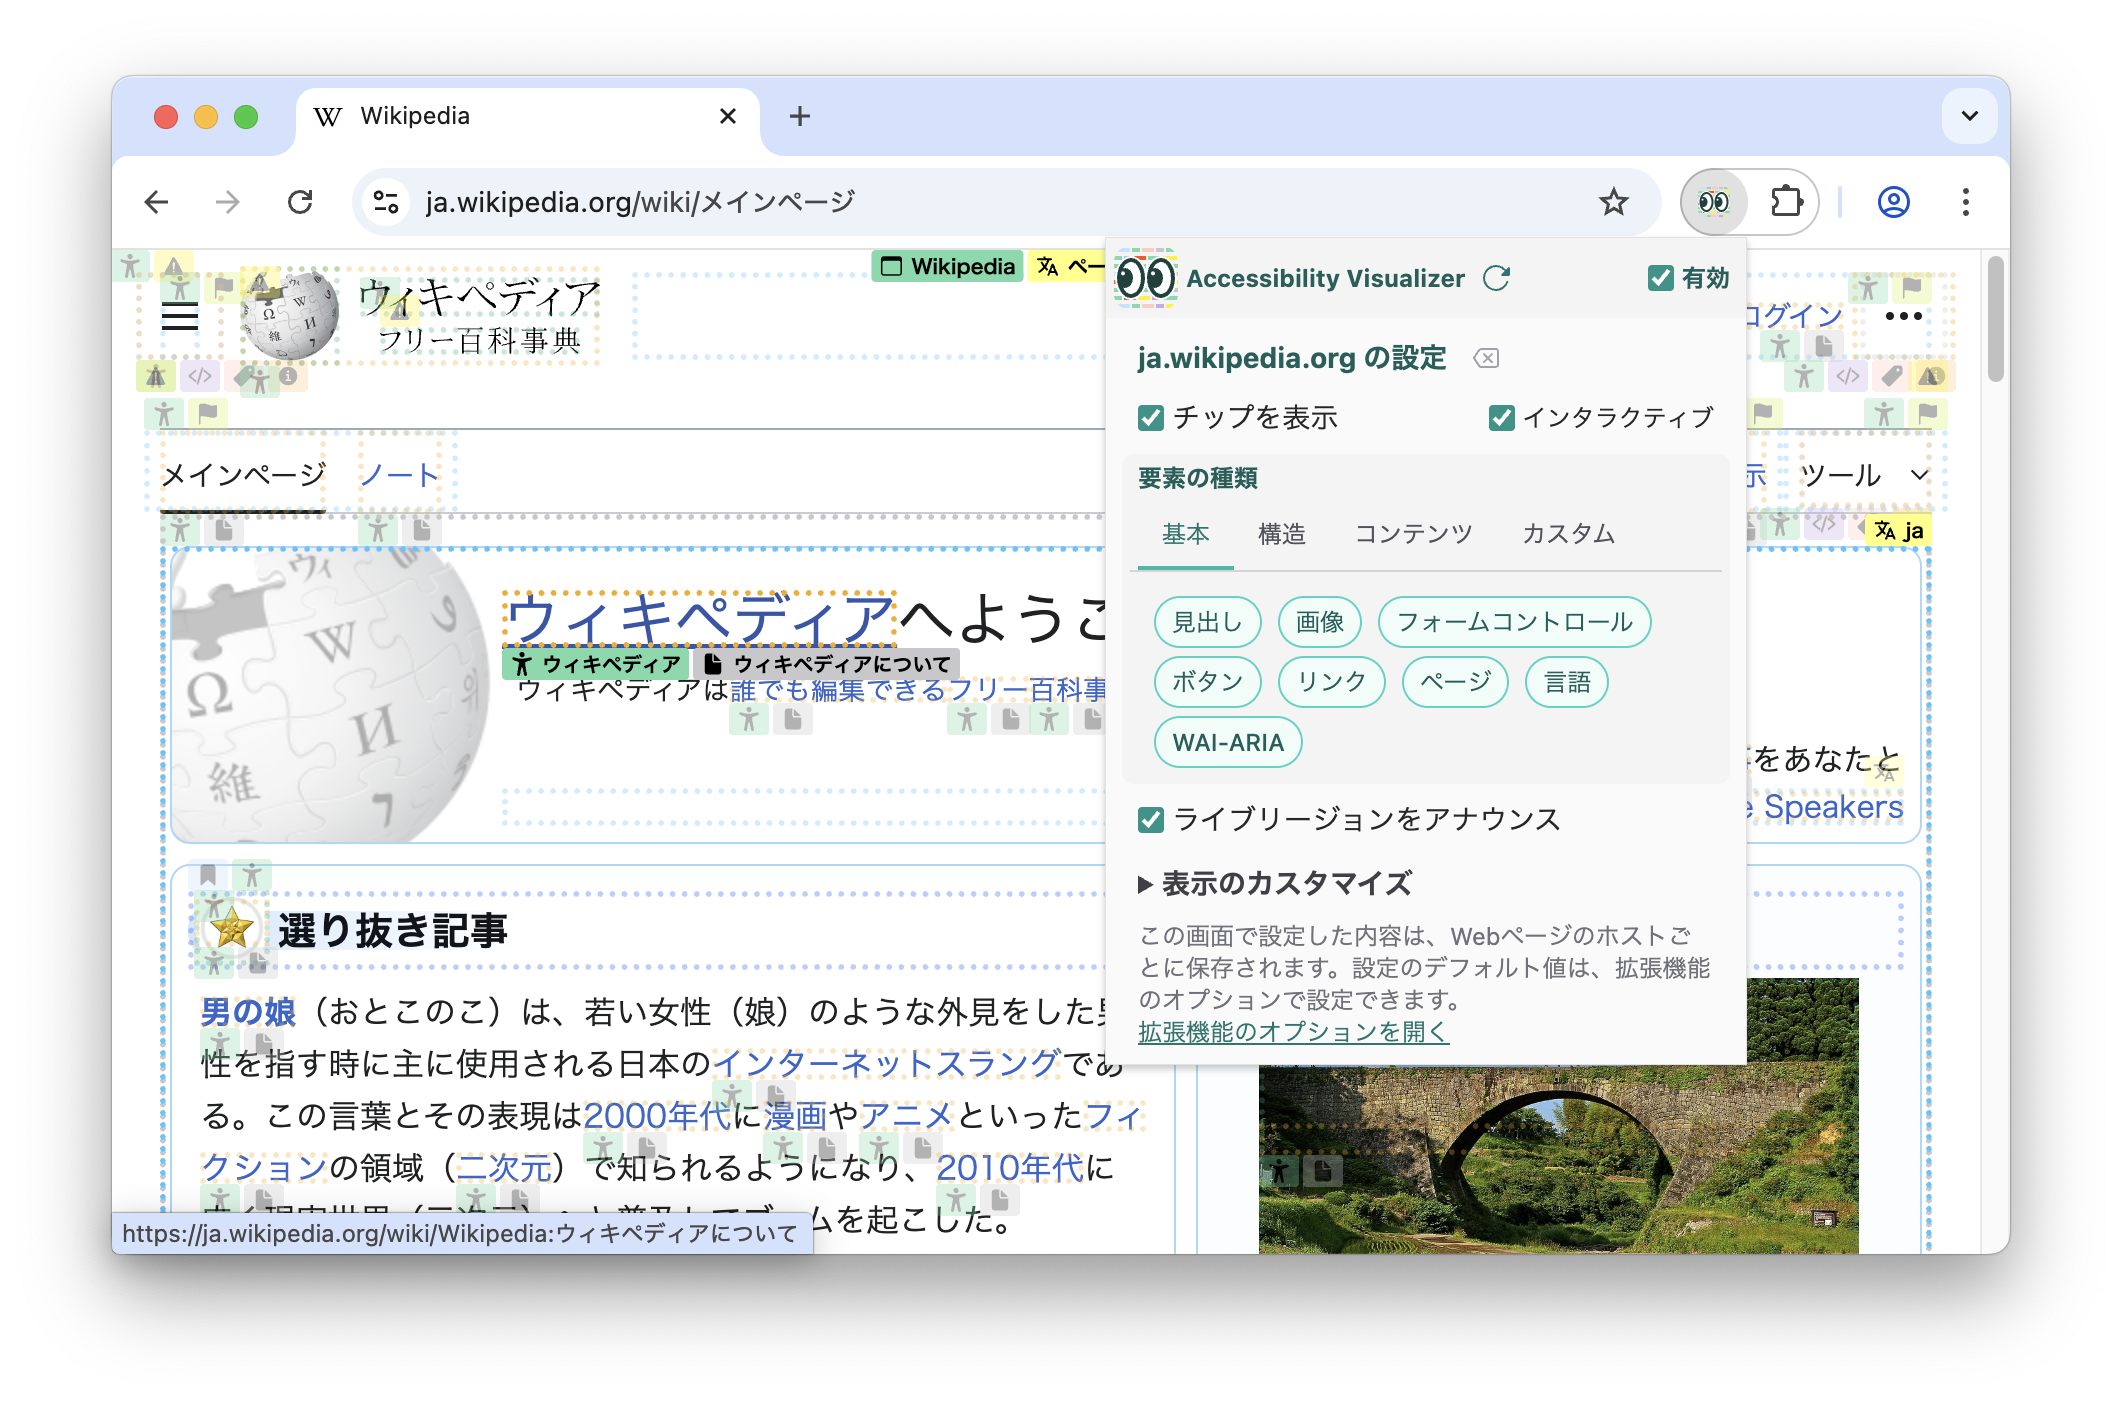 Wikipedia
ja.wikipedia.org/wiki/メインページ
Wikipedia
ペー
ウィキペディア
フリー百科事典
ログイン
メインページ
ノート
示
ツール
ja
ウィキペディアへようこ
ウィキペディア
ウィキペディアについて
ウィキペディアは誰でも編集できるフリー百科事
をあなたと
e Speakers
選り抜き記事
男の娘（おとこのこ）は、若い女性（娘）のような外見をした男
性を指す時に主に使用される日本のインターネットスラングであ
る。この言葉とその表現は2000年代に漫画やアニメといったフィ
クションの領域（二次元）で知られるようになり、2010年代に
ムを起こした。
https://ja.wikipedia.org/wiki/Wikipedia:ウィキペディアについて
Accessibility Visualizer
有効
ja.wikipedia.org の設定
チップを表示
インタラクティブ
要素の種類
基本 構造 コンテンツ カスタム
見出し 画像 フォームコントロール
ボタン リンク ページ 言語
WAI-ARIA
ライブリージョンをアナウンス
表示のカスタマイズ
この画面で設定した内容は、Webページのホストご
とに保存されます。設定のデフォルト値は、拡張機能
のオプションで設定できます。
拡張機能のオプションを開く